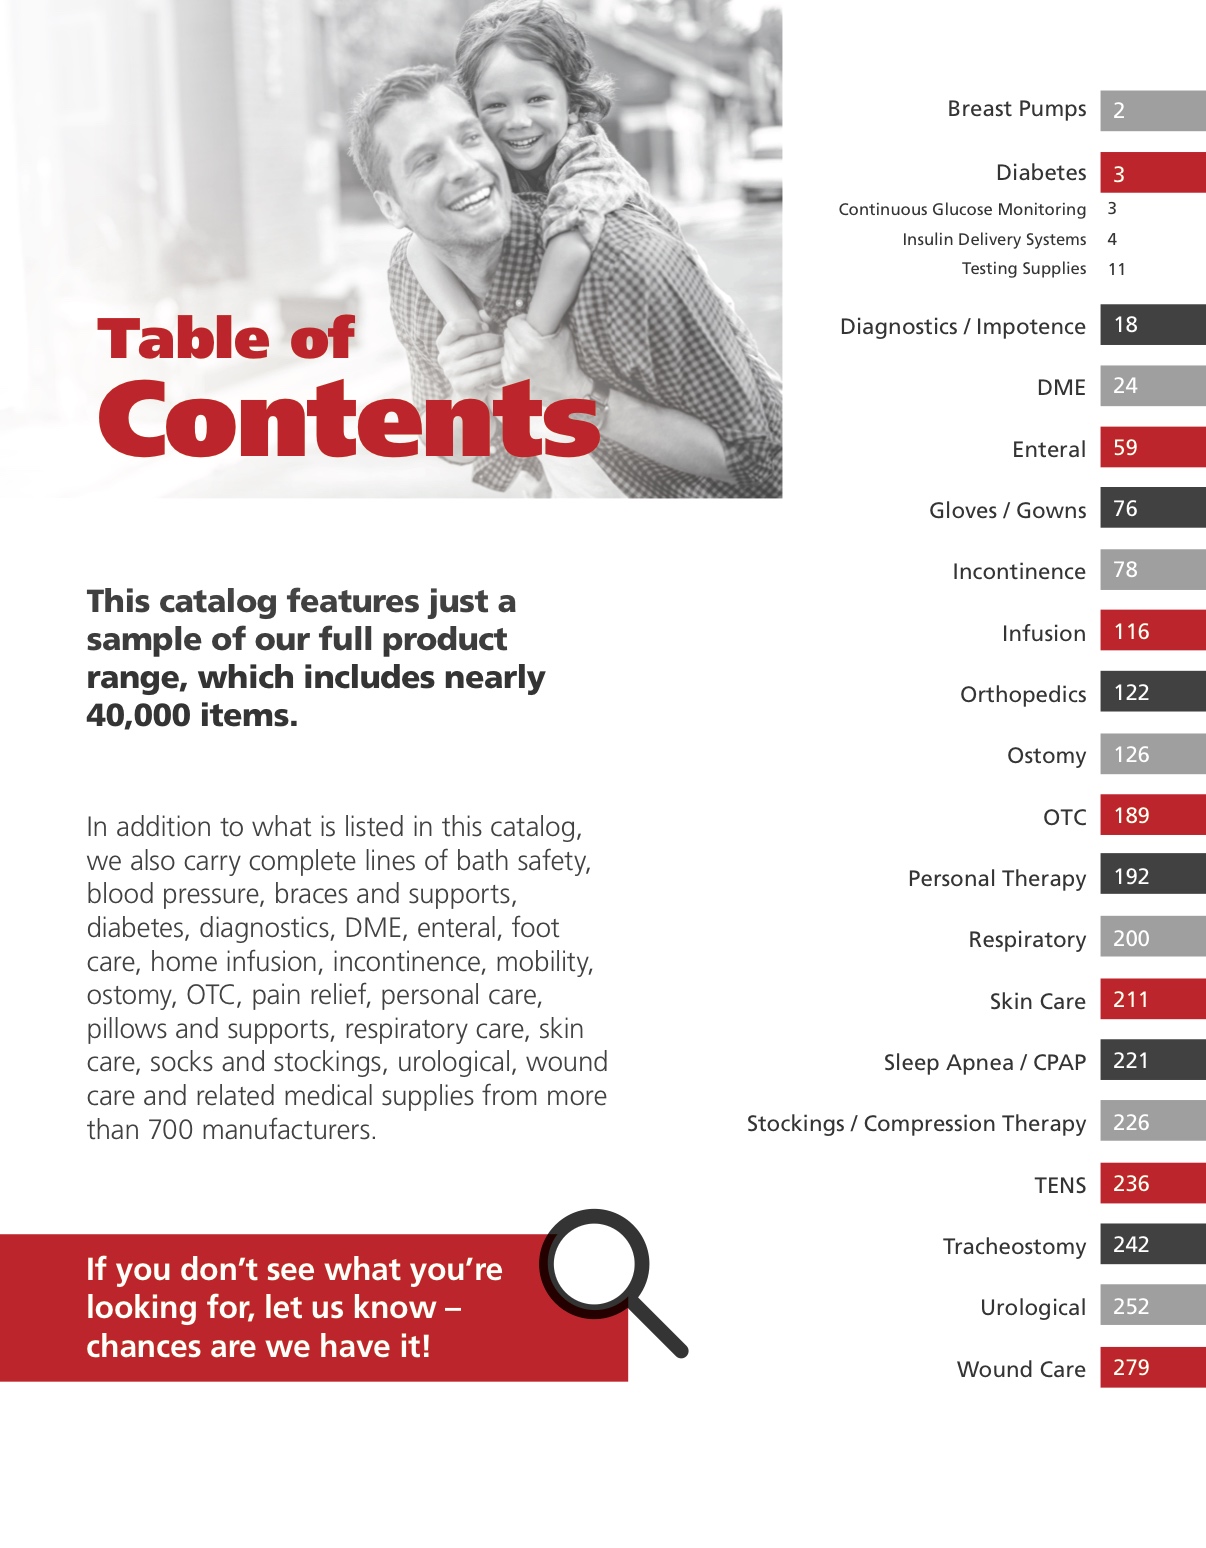 Table of
Contents
This catalog features just a
sample of our full product
range, which includes nearly
40,000 items.
In addition to what is listed in this catalog,
we also carry complete lines of bath safety,
blood pressure, braces and supports,
diabetes, diagnostics, DME, enteral, foot
care, home infusion, incontinence, mobility,
ostomy, OTC, pain relief, personal care,
pillows and supports, respiratory care, skin
care, socks and stockings, urological, wound
care and related medical supplies from more
than 700 manufacturers.
If you don’t see what you’re
looking for, let us know –
chances are we have it!
Breast Pumps 2
Diabetes 3
Continuous Glucose Monitoring 3
Insulin Delivery Systems 4
Testing Supplies 11
Diagnostics / Impotence 18
DME 24
Enteral 59
Gloves / Gowns 76
Incontinence 78
Infusion 116
Orthopedics 122
Ostomy 126
OTC 189
Personal Therapy 192
Respiratory 200
Skin Care 211
Sleep Apnea / CPAP 221
Stockings / Compression Therapy 226
TENS 236
Tracheostomy 242
Urological 252
Wound Care 279